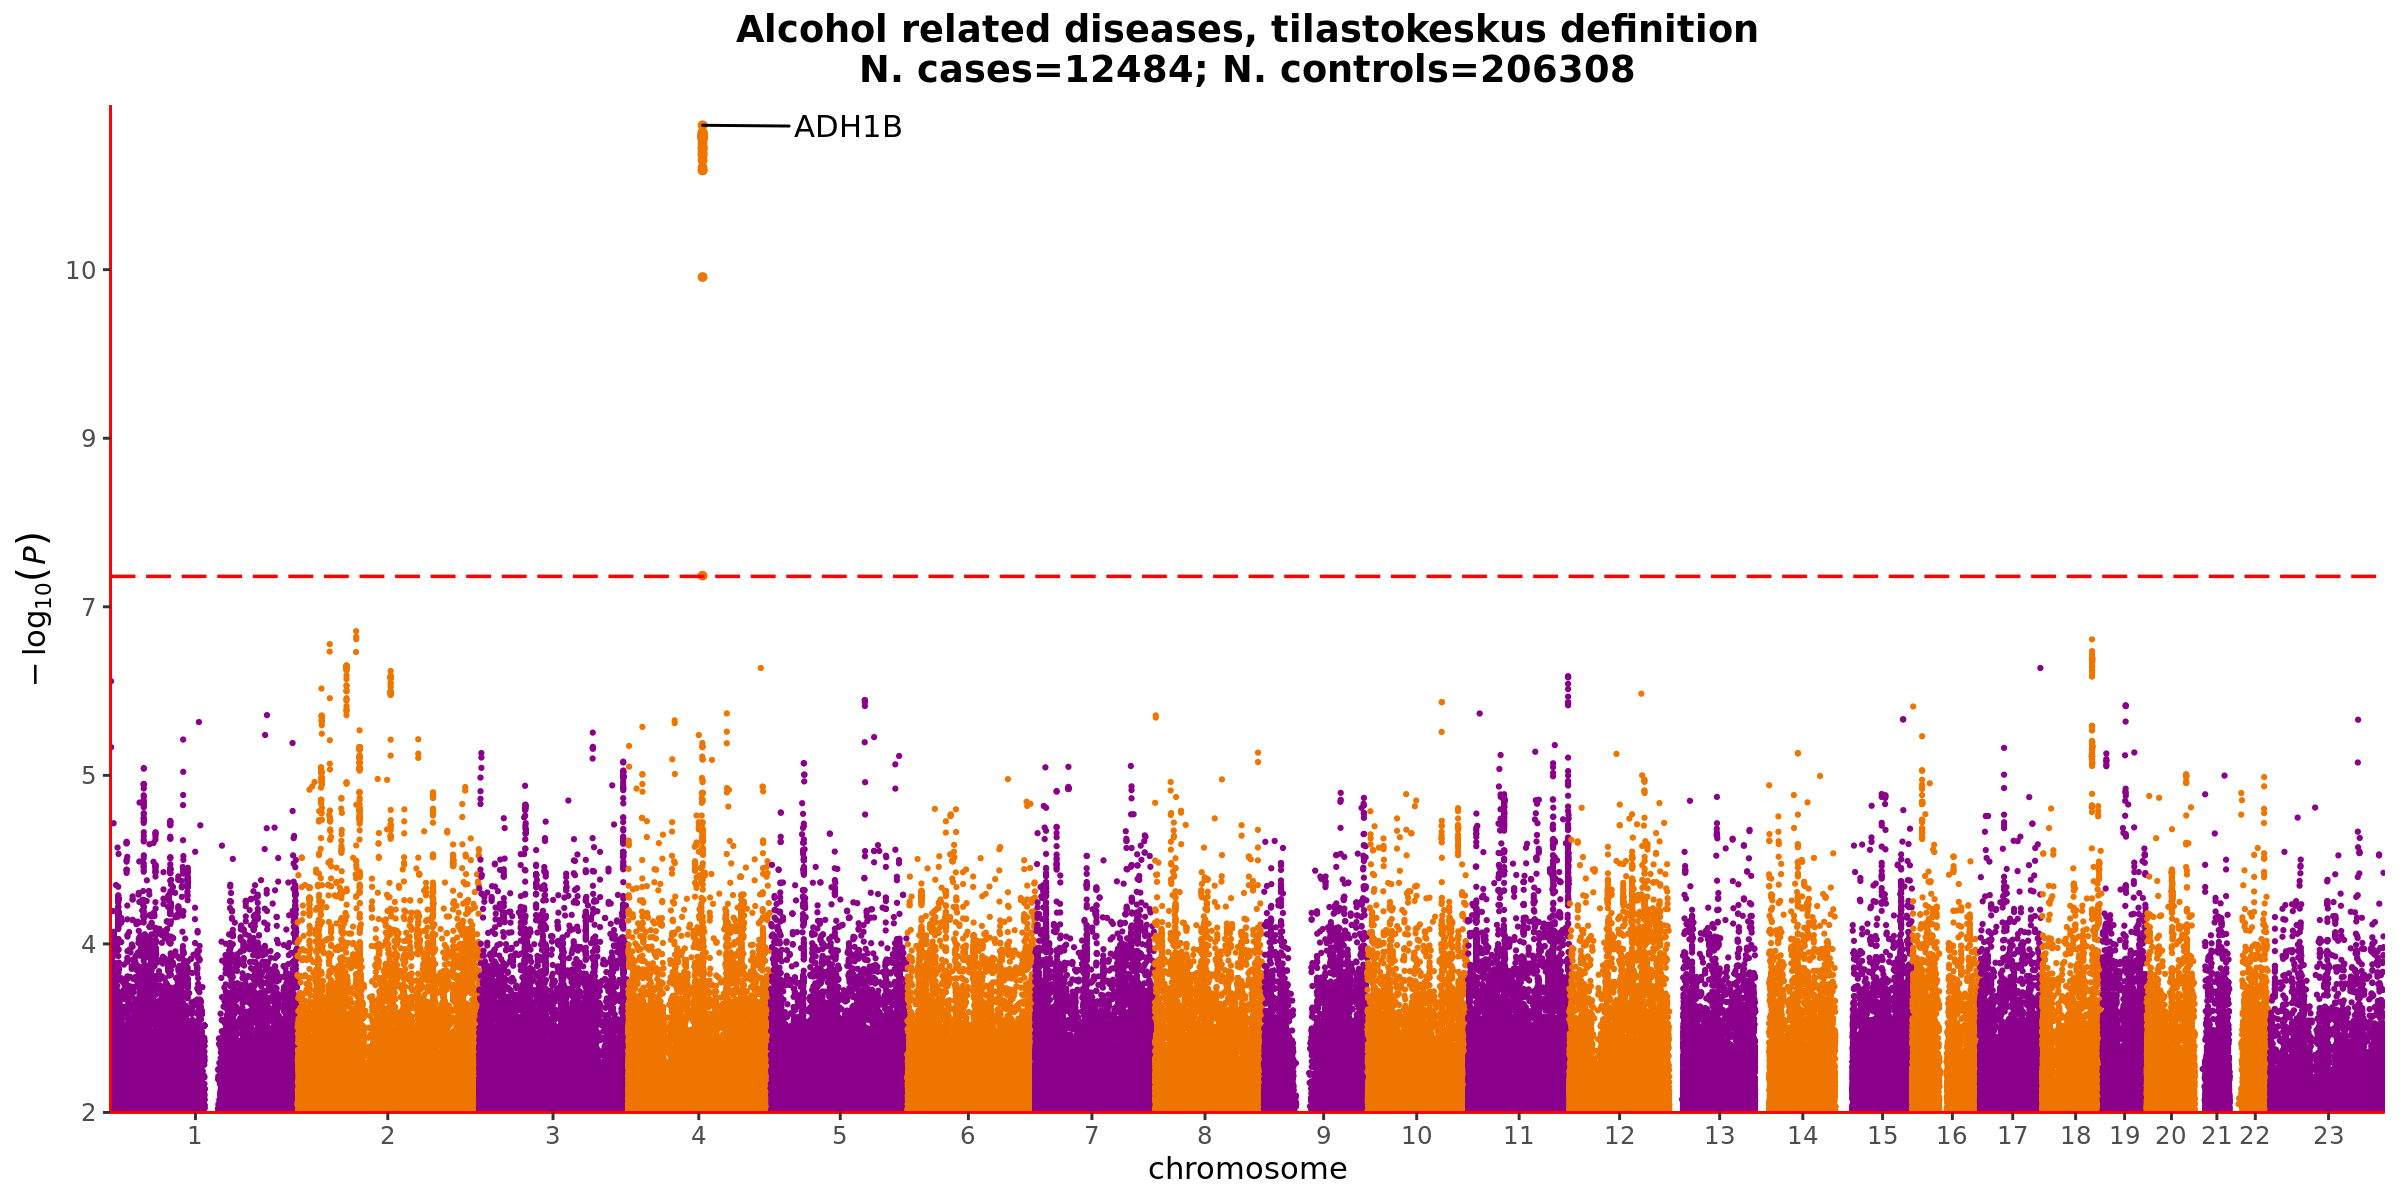 Alcohol related diseases, tilastokeskus definition
N. cases=12484; N. controls=206308
ADH1B
10
9
7
5
4
2
−log10(P)
1 2 3 4 5 6 7 8 9 10 11 12 13 14 15 16 17 18 19 20 21 22 23
chromosome